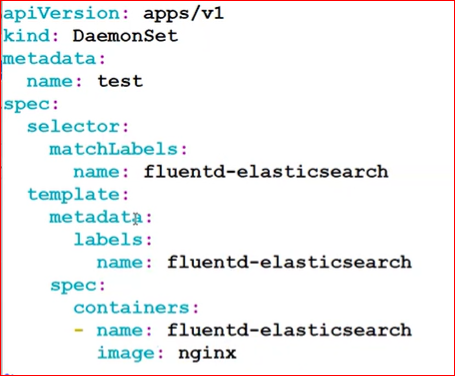 apiVersion: apps/v1
kind: DaemonSet
metadata:
  name: test
spec:
  selector:
    matchLabels:
      name: fluentd-elasticsearch
  template:
    metadata:
      labels:
        name: fluentd-elasticsearch
    spec:
      containers:
      - name: fluentd-elasticsearch
        image: nginx